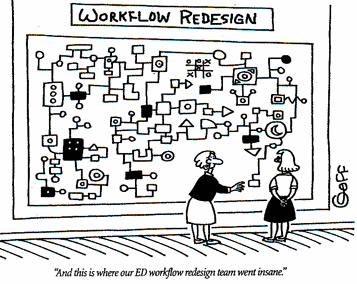 WORKFLOW REDESIGN
GOFF
"And this is where our ED workflow redesign team went insane."